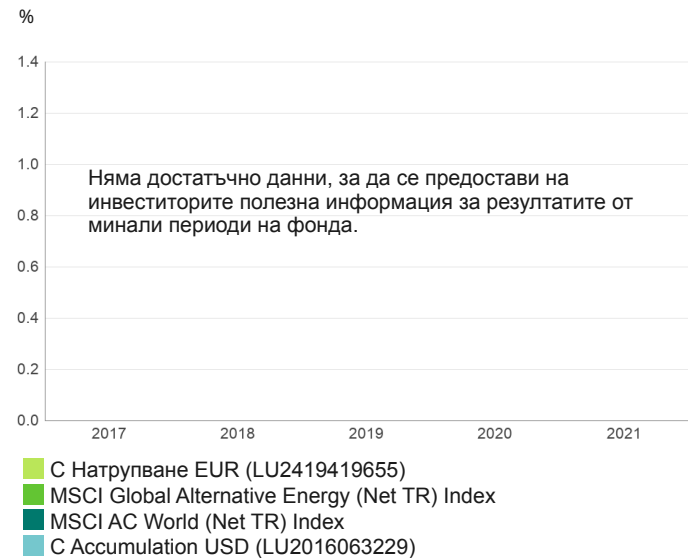 %
1.4
1.2
1.0
Няма достатъчно данни, за да се предостави на
инвеститорите полезна информация за резултатите от
минали периоди на фонда.
0.8
0.6
0.4
0.2
0.0
2017 2018 2019 2020 2021
С Натрупване EUR (LU2419419655)
MSCI Global Alternative Energy (Net TR) Index
MSCI AC World (Net TR) Index
C Accumulation USD (LU2016063229)